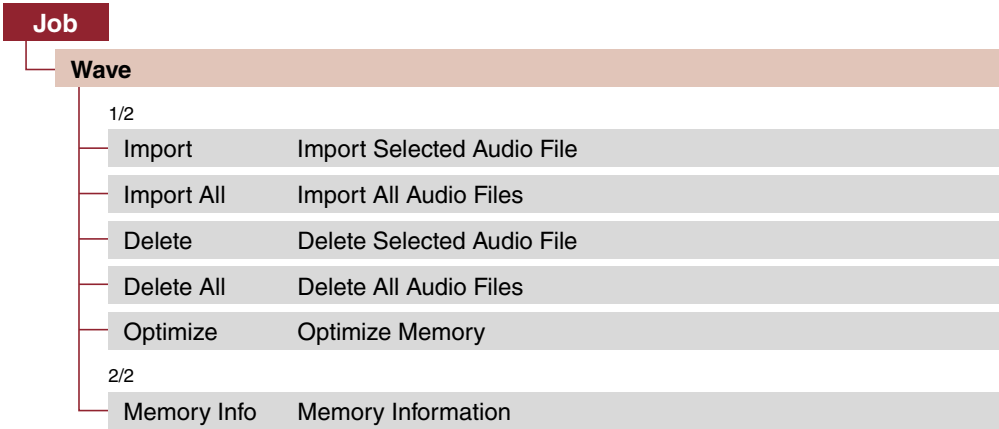 Job
Wave
1/2
Import Import Selected Audio File
Import All Import All Audio Files
Delete Delete Selected Audio File
Delete All Delete All Audio Files
Optimize Optimize Memory
2/2
Memory Info Memory Information